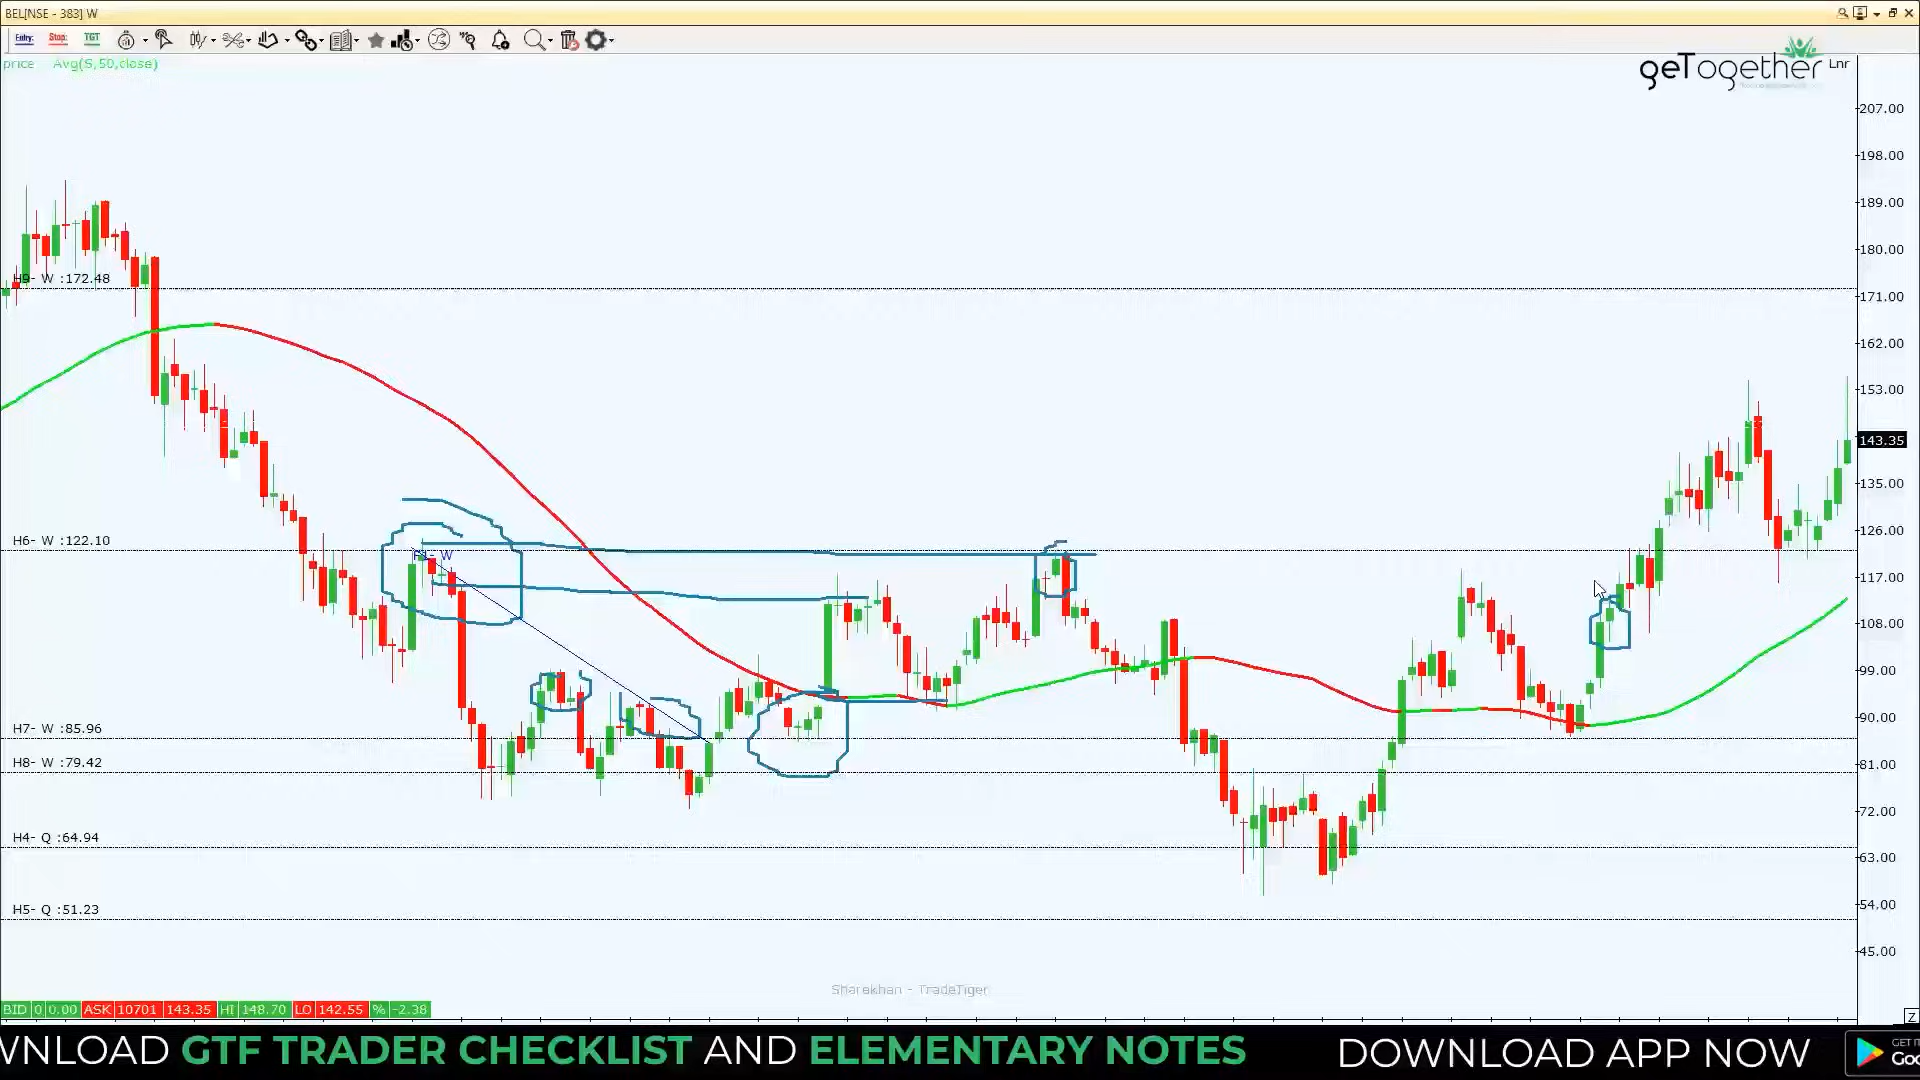 BEL[NSE - 383] W
Entry: Stop: TGT
price Avg(S,50,close)
geTogether Lnr
207.00
198.00
189.00
180.00
H9- W :172.48
171.00
162.00
153.00
143.35
135.00
126.00
H6- W :122.10
117.00
108.00
99.00
90.00
H7- W :85.96
H8- W :79.42
81.00
72.00
H4- Q :64.94
63.00
H5- Q :51.23
54.00
45.00
Sharekhan - TradeTiger
BID 0 0.00 ASK 10701 143.35 HI 148.70 LO 142.55 % -2.38
Z
WNLOAD GTF TRADER CHECKLIST AND ELEMENTARY NOTES DOWNLOAD APP NOW